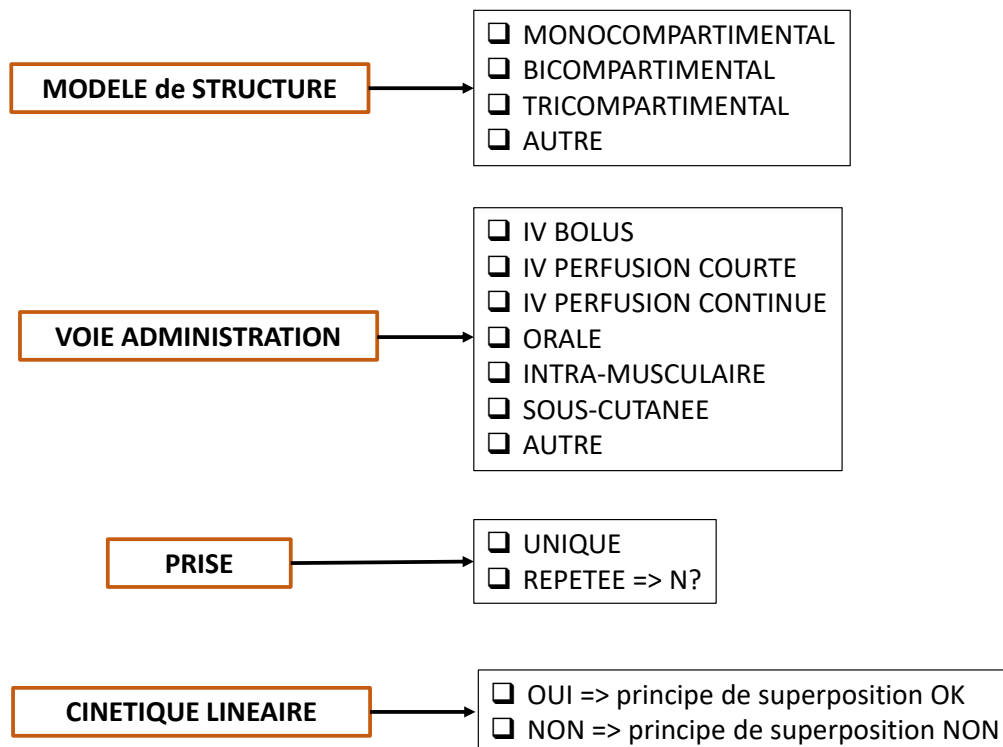 MODELE de STRUCTURE
❑ MONOCOMPARTIMENTAL
❑ BICOMPARTIMENTAL
❑ TRICOMPARTIMENTAL
❑ AUTRE
VOIE ADMINISTRATION
❑ IV BOLUS
❑ IV PERFUSION COURTE
❑ IV PERFUSION CONTINUE
❑ ORALE
❑ INTRA-MUSCULAIRE
❑ SOUS-CUTANEE
❑ AUTRE
PRISE
❑ UNIQUE
❑ REPETEE => N?
CINETIQUE LINEAIRE
❑ OUI => principe de superposition OK
❑ NON => principe de superposition NON